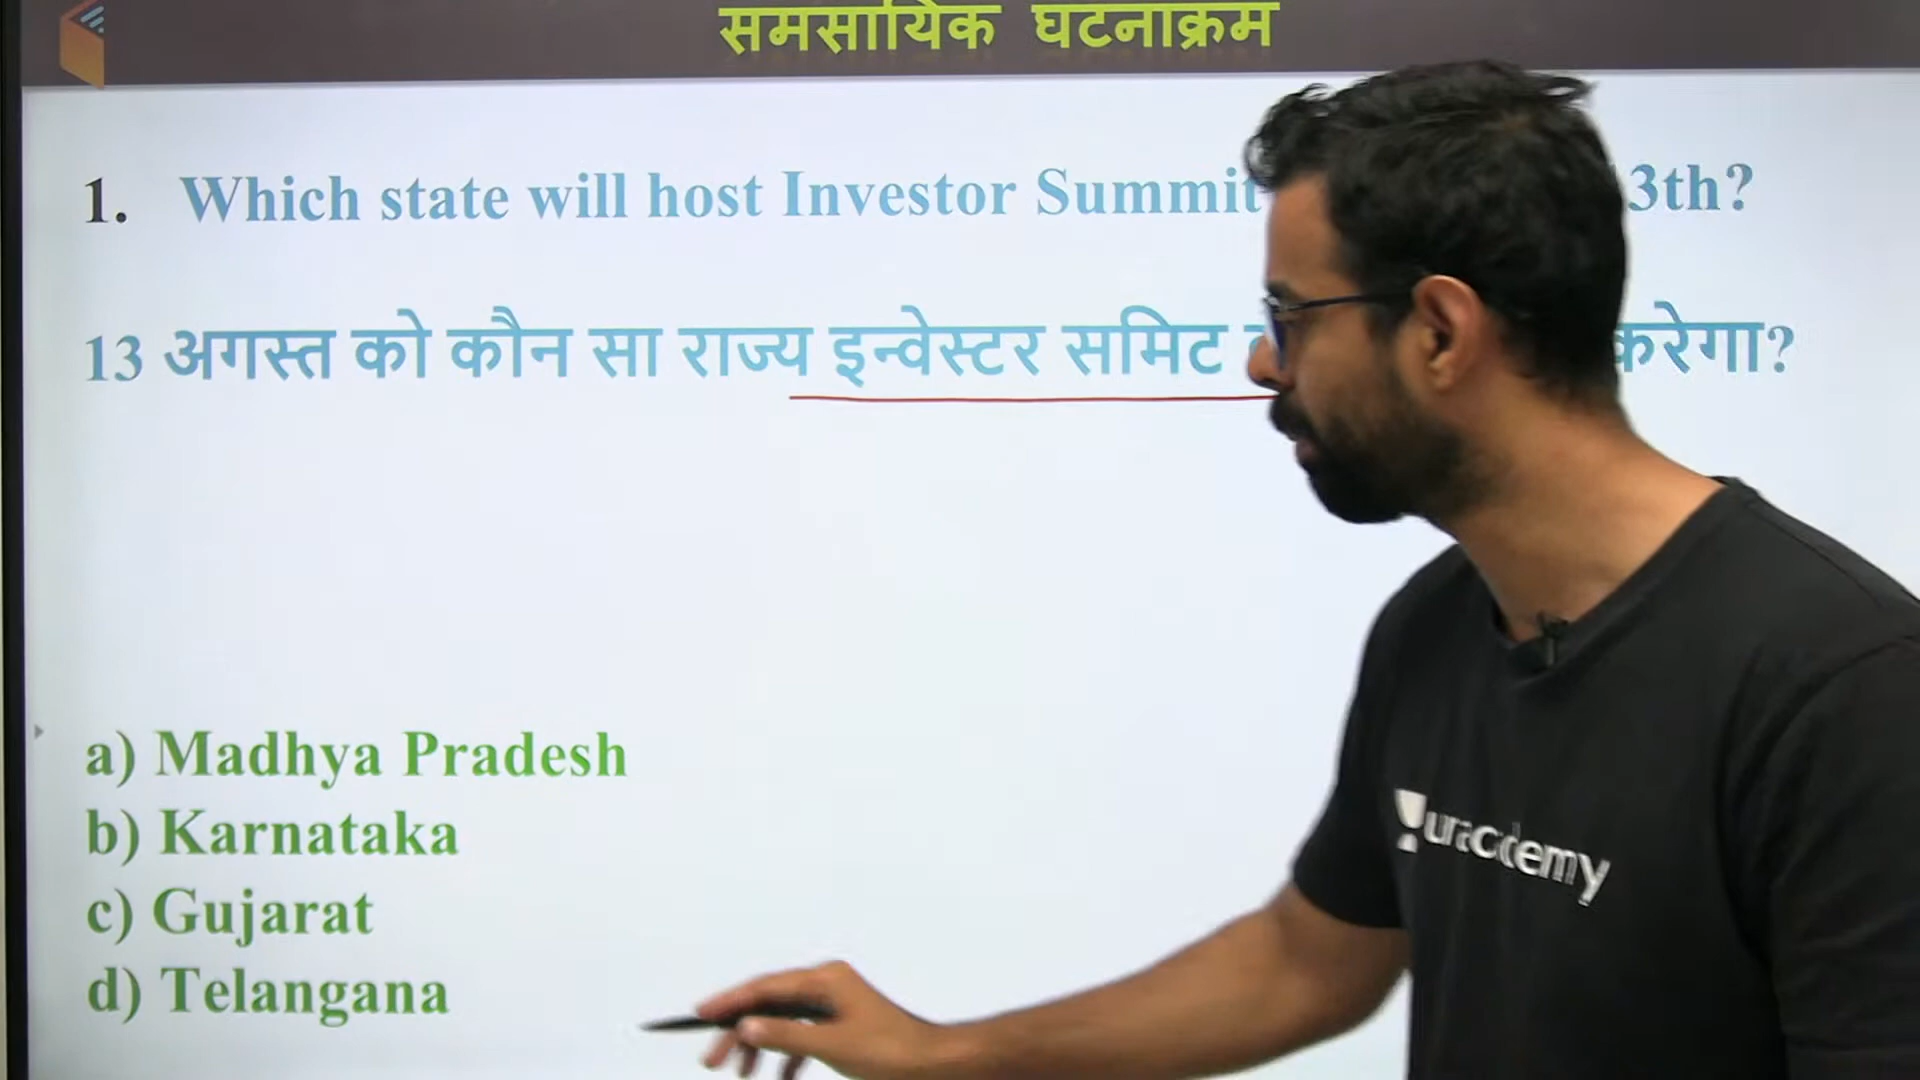 समसायिक घटनाक्रम
1. Which state will host Investor Summit 3th?
13 अगस्त को कौन सा राज्य इन्वेस्टर समिट करेगा?
a) Madhya Pradesh
b) Karnataka
c) Gujarat
d) Telangana